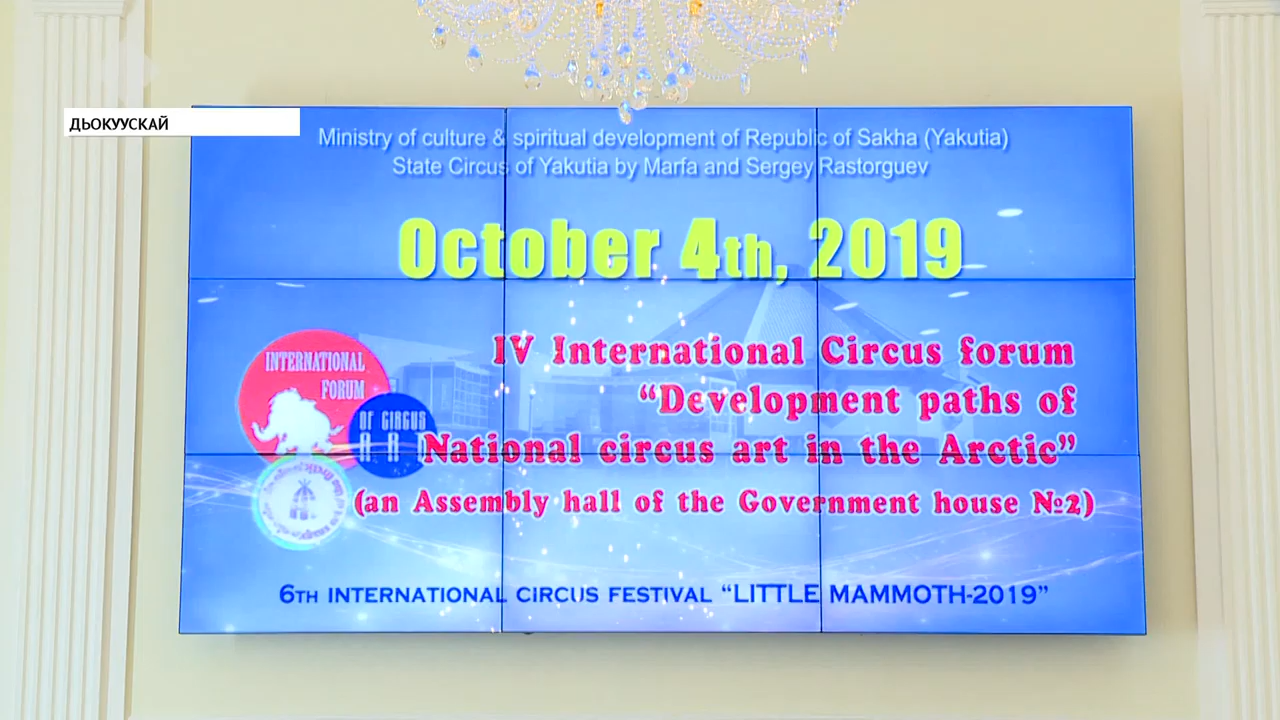 ДЬОКУУСКАЙ
Ministry of culture & spiritual development of Republic of Sakha (Yakutia)
State Circus of Yakutia by Marfa and Sergey Rastorguev
October 4th, 2019
IV International Circus forum
“Development paths of
National circus art in the Arctic”
(an Assembly hall of the Government house №2)
INTERNATIONAL
FORUM
OF CIRCUS
6TH INTERNATIONAL CIRCUS FESTIVAL “LITTLE MAMMOTH-2019”